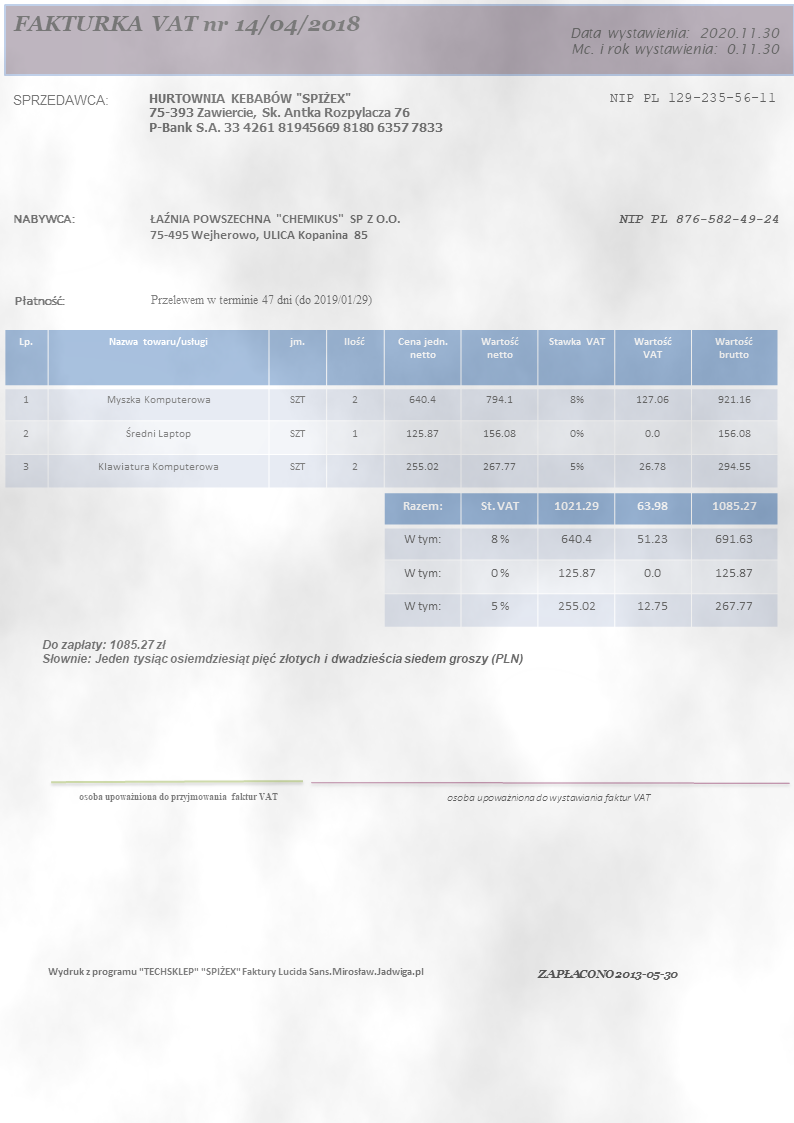 FAKTURKA VAT nr 14/04/2018
Data wystawienia: 2020.11.30
Mc. i rok wystawienia: 0.11.30
SPRZEDAWCA: HURTOWNIA KEBABÓW "SPIŻEX" NIP PL 129-235-56-11
75-393 Zawiercie, Sk. Antka Rozpylacza 76
P-Bank S.A. 33 4261 81945669 8180 6357 7833
NABYWCA: ŁAŹNIA POWSZECHNA "CHEMIKUS" SP Z O.O. NIP PL 876-582-49-24
75-495 Wejherowo, ULICA Kopanina 85
Płatność: Przelewem w terminie 47 dni (do 2019/01/29)
Lp. Nazwa towaru/usługi jm. Ilość Cena jedn. netto Wartość netto Stawka VAT Wartość VAT Wartość brutto
1 Myszka Komputerowa SZT 2 640.4 794.1 8% 127.06 921.16
2 Średni Laptop SZT 1 125.87 156.08 0% 0.0 156.08
3 Klawiatura Komputerowa SZT 2 255.02 267.77 5% 26.78 294.55
Razem: St. VAT 1021.29 63.98 1085.27
W tym: 8 % 640.4 51.23 691.63
W tym: 0 % 125.87 0.0 125.87
W tym: 5 % 255.02 12.75 267.77
Do zapłaty: 1085.27 zł
Słownie: Jeden tysiąc osiemdziesiąt pięć złotych i dwadzieścia siedem groszy (PLN)
osoba upoważniona do przyjmowania faktur VAT
osoba upoważniona do wystawiania faktur VAT
Wydruk z programu "TECHSKLEP" "SPIŻEX" Faktury Lucida Sans.Mirosław.Jadwiga.pl
ZAPŁACONO 2013-05-30